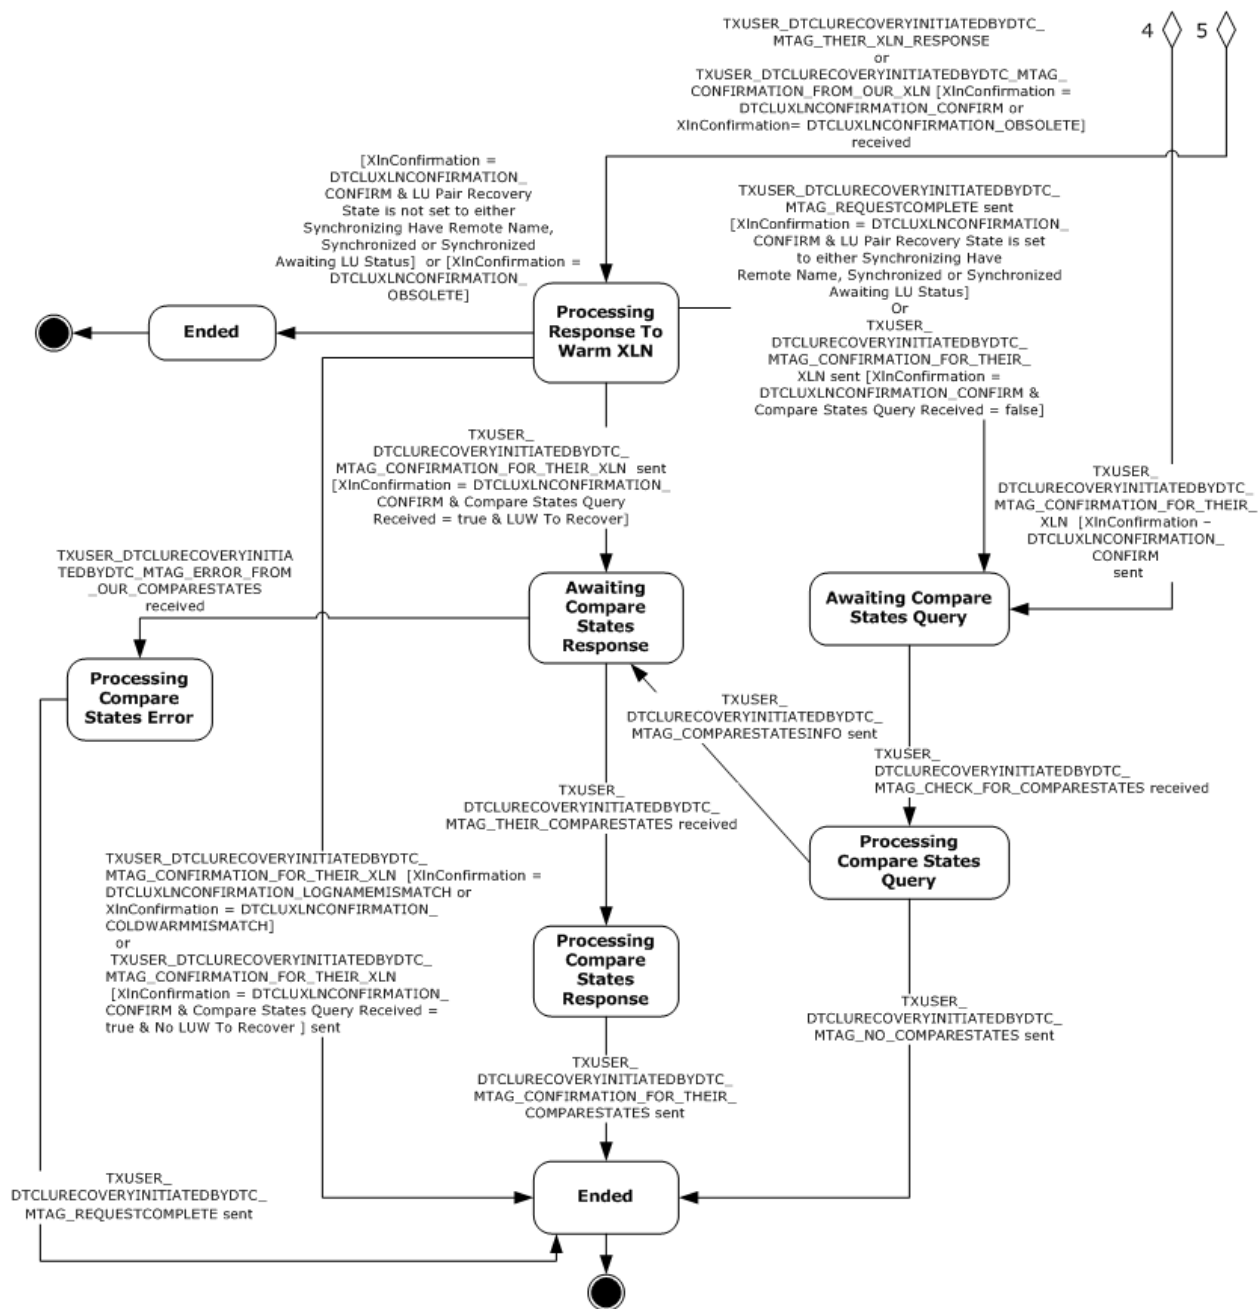 TXUSER_DTCLURECOVERYINITIATEDBYDTC_
MTAG_THEIR_XLN_RESPONSE
or
TXUSER_DTCLURECOVERYINITIATEDBYDTC_MTAG_
CONFIRMATION_FROM_OUR_XLN [XlnConfirmation =
DTCLUXLNCONFIRMATION_CONFIRM or
XlnConfirmation= DTCLUXLNCONFIRMATION_OBSOLETE]
received
4
5
[XlnConfirmation =
DTCLUXLNCONFIRMATION_
CONFIRM & LU Pair Recovery
State is not set to either
Synchronizing Have Remote Name,
Synchronized or Synchronized
Awaiting LU Status]  or [XlnConfirmation =
DTCLUXLNCONFIRMATION_
OBSOLETE]
TXUSER_DTCLURECOVERYINITIATEDBYDTC_
MTAG_REQUESTCOMPLETE sent
[XlnConfirmation = DTCLUXLNCONFIRMATION_
CONFIRM & LU Pair Recovery State is set
to either Synchronizing Have
Remote Name, Synchronized or Synchronized
Awaiting LU Status]
Or
TXUSER_
DTCLURECOVERYINITIATEDBYDTC_
MTAG_CONFIRMATION_FOR_THEIR_
XLN sent [XlnConfirmation =
DTCLUXLNCONFIRMATION_CONFIRM &
Compare States Query Received = false]
Ended
Processing
Response To
Warm XLN
TXUSER_
DTCLURECOVERYINITIATEDBYDTC_
MTAG_CONFIRMATION_FOR_THEIR_XLN  sent
[XlnConfirmation = DTCLUXLNCONFIRMATION_
CONFIRM & Compare States Query
Received = true & LUW To Recover]
TXUSER_
DTCLURECOVERYINITIATEDBYDTC_
MTAG_CONFIRMATION_FOR_THEIR_
XLN  [XlnConfirmation –
DTCLUXLNCONFIRMATION_
CONFIRM
sent
TXUSER_DTCLURECOVERYINITIA
TEDBYDTC_MTAG_ERROR_FROM
_OUR_COMPARESTATES
received
Awaiting
Compare
States
Response
Awaiting Compare
States Query
Processing
Compare
States Error
TXUSER_
DTCLURECOVERYINITIATEDBYDTC_
MTAG_COMPARESTATESINFO sent
TXUSER_
DTCLURECOVERYINITIATEDBYDTC_
MTAG_CHECK_FOR_COMPARESTATES received
TXUSER_
DTCLURECOVERYINITIATEDBYDTC_
MTAG_THEIR_COMPARESTATES received
Processing
Compare States
Query
TXUSER_DTCLURECOVERYINITIATEDBYDTC_
MTAG_CONFIRMATION_FOR_THEIR_XLN  [XlnConfirmation =
DTCLUXLNCONFIRMATION_LOGNAMEMISMATCH or
XlnConfirmation = DTCLUXLNCONFIRMATION_
COLDWARMMISMATCH]
or
TXUSER_DTCLURECOVERYINITIATEDBYDTC_
MTAG_CONFIRMATION_FOR_THEIR_XLN
[XlnConfirmation = DTCLUXLNCONFIRMATION_
CONFIRM & Compare States Query Received =
true & No LUW To Recover ] sent
Processing
Compare
States
Response
TXUSER_
DTCLURECOVERYINITIATEDBYDTC_
MTAG_NO_COMPARESTATES sent
TXUSER_
DTCLURECOVERYINITIATEDBYDTC_
MTAG_CONFIRMATION_FOR_THEIR_
COMPARESTATES sent
TXUSER_
DTCLURECOVERYINITIATEDBYDTC_
MTAG_REQUESTCOMPLETE sent
Ended